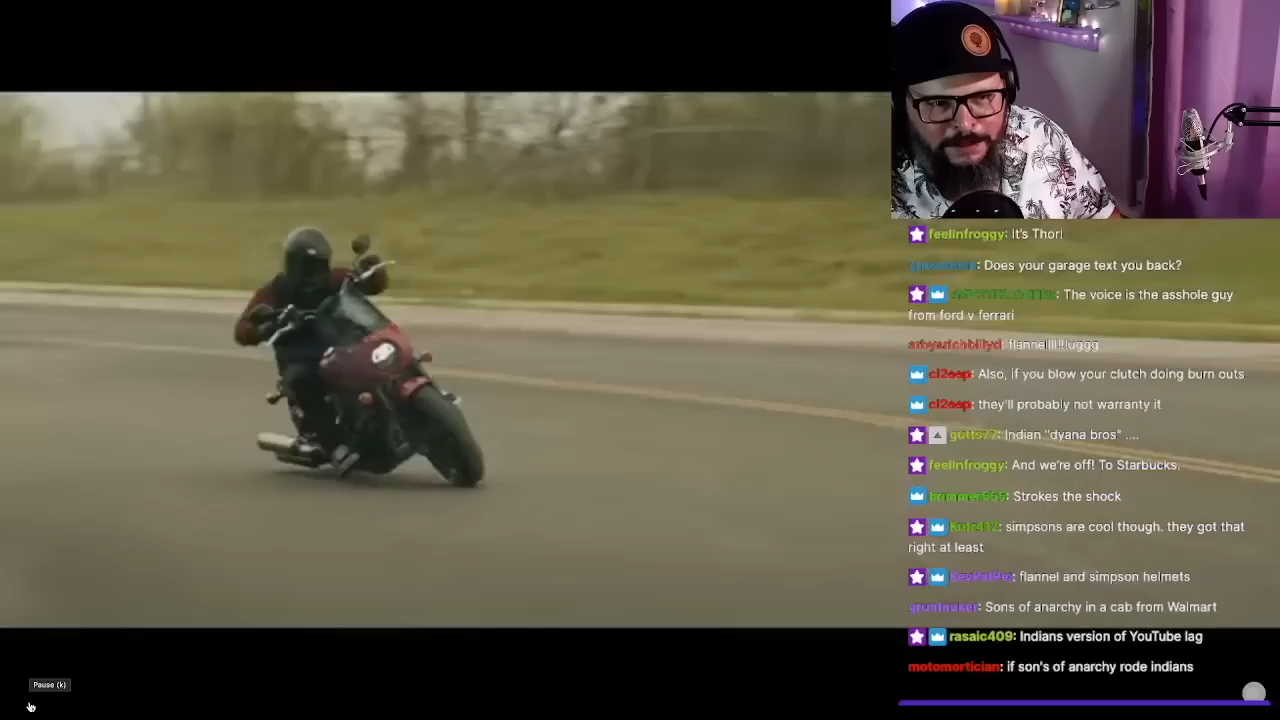 feelinfroggy: It's Thor!
: Does your garage text you back?
: The voice is the asshole guy
from ford v ferrari
: flannellll!!luggg
: Also, if you blow your clutch doing burn outs
: they'll probably not warranty it
gutts77: Indian "dyana bros" ....
feelinfroggy: And we're off! To Starbucks.
: Strokes the shock
: simpsons are cool though. they got that
right at least
: flannel and simpson helmets
: Sons of anarchy in a cab from Walmart
rasaic409: Indians version of YouTube lag
motomortician: if son's of anarchy rode indians
Pause (k)